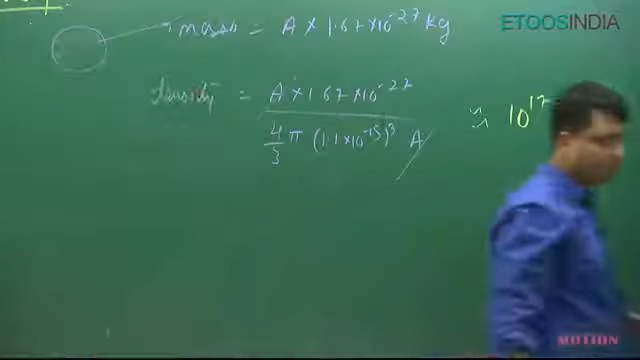 mass = A × 1.67 × 10⁻²⁷ kg
ETOOSINDIA
density = A × 1.67 × 10⁻²⁷
4/3 π (1.1 × 10⁻¹⁵)³ A
≈ 10¹⁷
MOTION